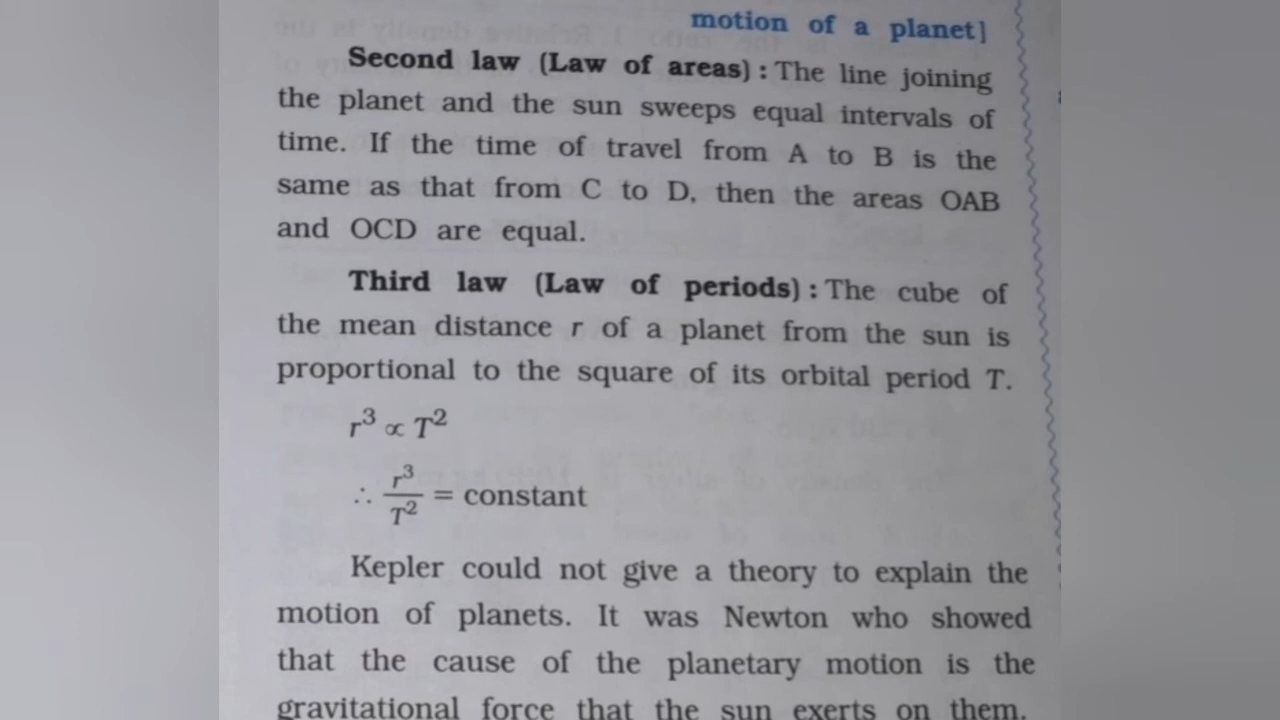 motion of a planet]
Second law (Law of areas) : The line joining
the planet and the sun sweeps equal intervals of
time. If the time of travel from A to B is the
same as that from C to D, then the areas OAB
and OCD are equal.
Third law (Law of periods) : The cube of
the mean distance r of a planet from the sun is
proportional to the square of its orbital period T.
r³ ∝ T²
∴ r³/T² = constant
Kepler could not give a theory to explain the
motion of planets. It was Newton who showed
that the cause of the planetary motion is the
gravitational force that the sun exerts on them.